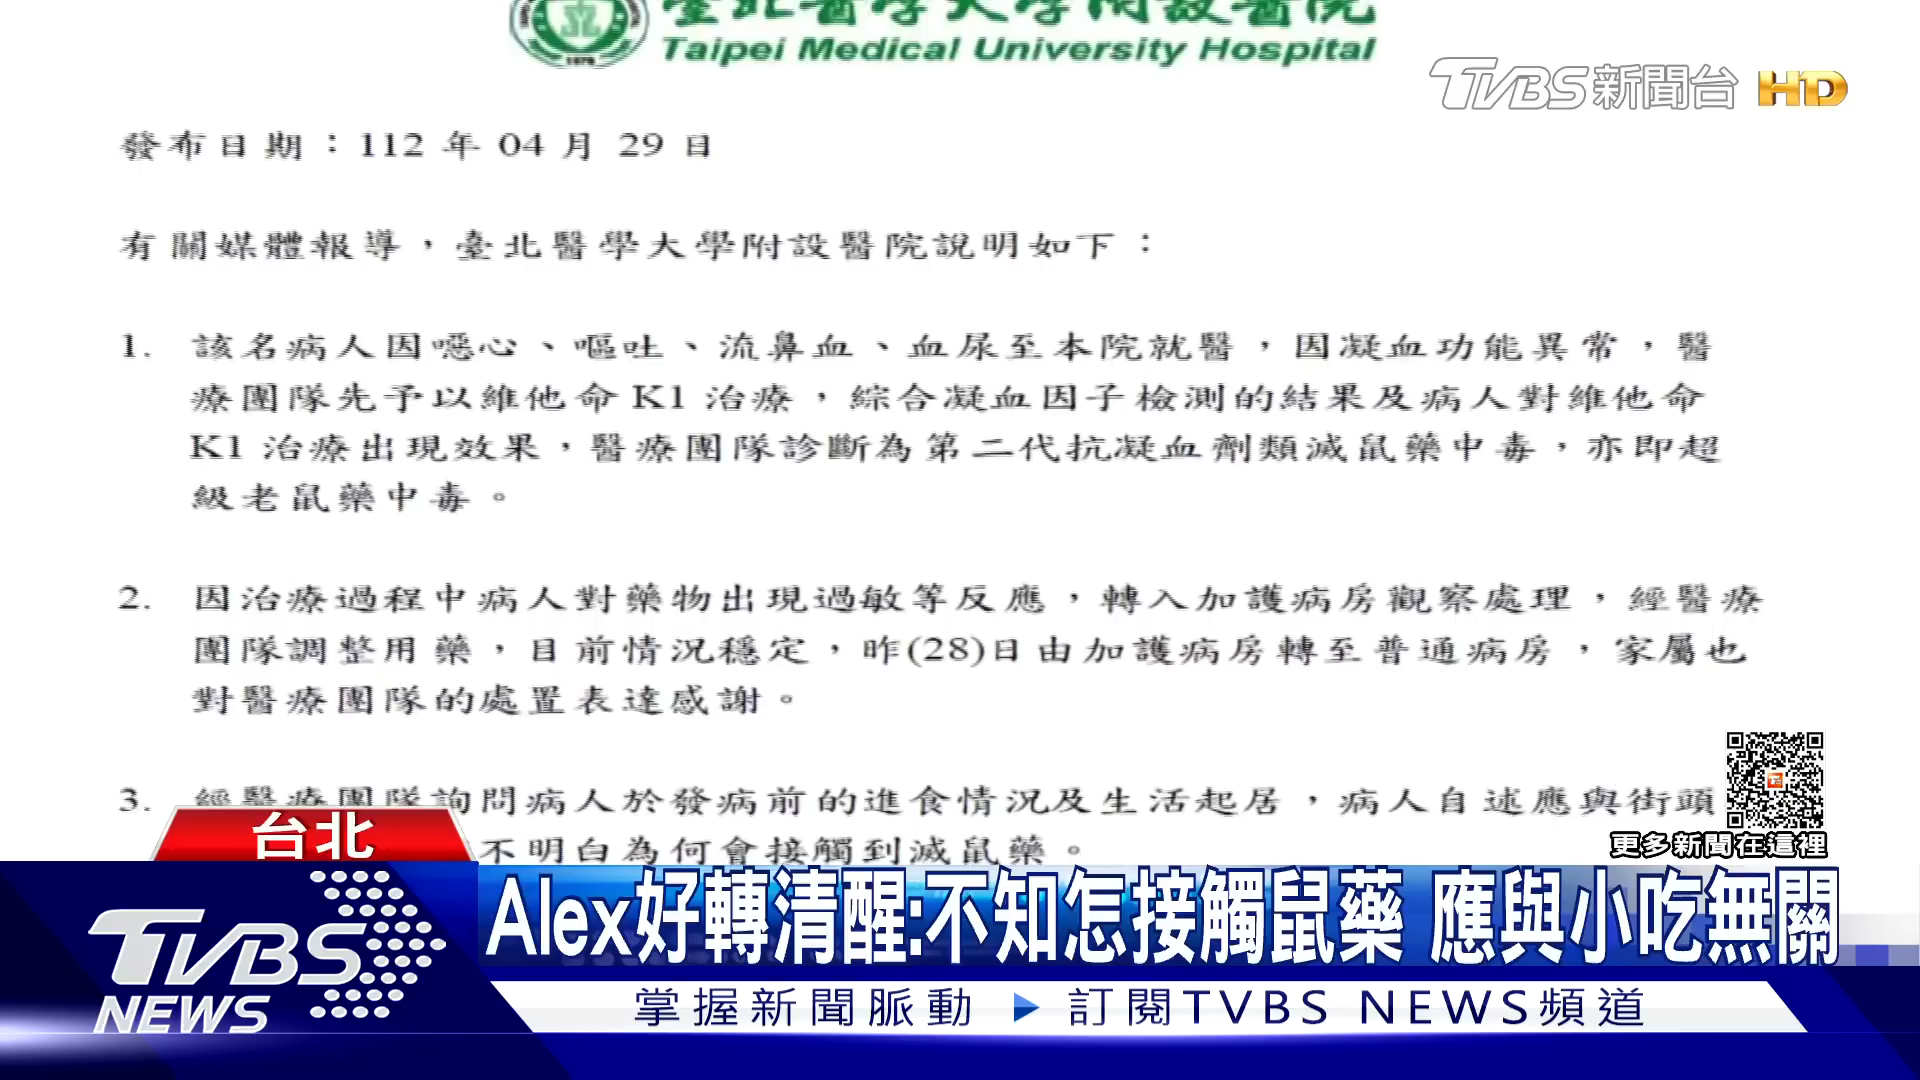 臺北醫學大學附設醫院
Taipei Medical University Hospital
TVBS新聞台 HD
發布日期：112 年 04 月 29 日
有關媒體報導，臺北醫學大學附設醫院說明如下：
1. 該名病人因噁心、嘔吐、流鼻血、血尿至本院就醫，因凝血功能異常，醫
療團隊先予以維他命 K1 治療，綜合凝血因子檢測的結果及病人對維他命
K1 治療出現效果，醫療團隊診斷為第二代抗凝血劑類滅鼠藥中毒，亦即超
級老鼠藥中毒。
2. 因治療過程中病人對藥物出現過敏等反應，轉入加護病房觀察處理，經醫療
團隊調整用藥，目前情況穩定，昨(28)日由加護病房轉至普通病房，家屬也
對醫療團隊的處置表達感謝。
3. 經醫療團隊詢問病人於發病前的進食情況及生活起居，病人自述應與街頭
不明白為何會接觸到滅鼠藥。
更多新聞在這裡
台北
Alex好轉清醒:不知怎接觸鼠藥 應與小吃無關
TVBS
NEWS
掌握新聞脈動 ▶ 訂閱TVBS NEWS頻道